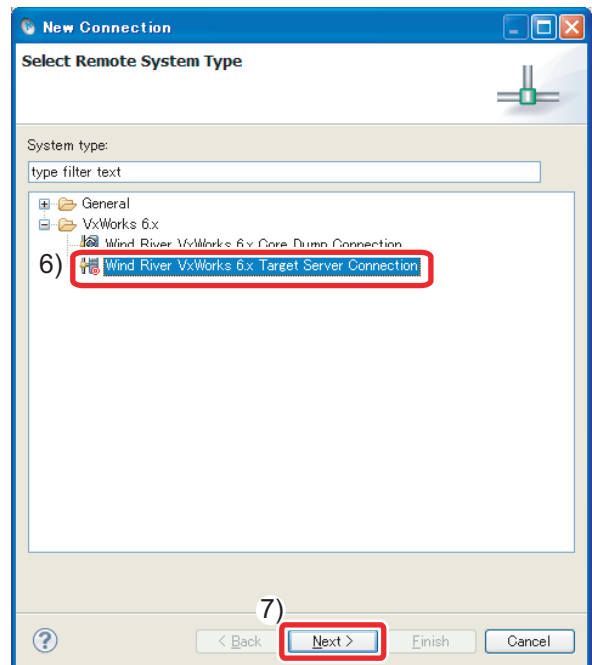 New Connection
Select Remote System Type
System type:
type filter text
General
VxWorks 6.x
Wind River VxWorks 6.x Core Dump Connection
6) Wind River VxWorks 6.x Target Server Connection
7)
? < Back Next > Finish Cancel